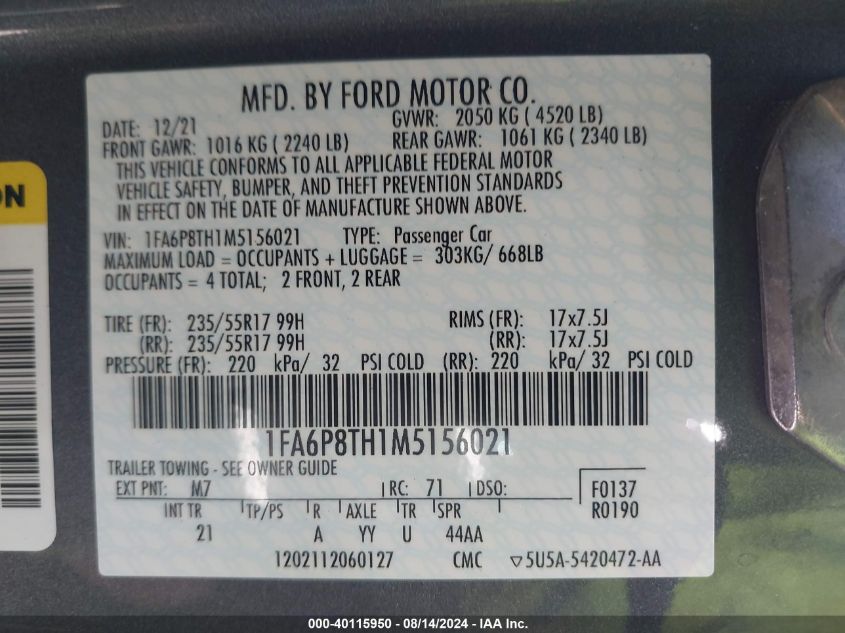 MFD. BY FORD MOTOR CO.
DATE: 12/21 GVWR: 2050 KG ( 4520 LB)
FRONT GAWR: 1016 KG ( 2240 LB) REAR GAWR: 1061 KG ( 2340 LB)
THIS VEHICLE CONFORMS TO ALL APPLICABLE FEDERAL MOTOR
VEHICLE SAFETY, BUMPER, AND THEFT PREVENTION STANDARDS
IN EFFECT ON THE DATE OF MANUFACTURE SHOWN ABOVE.
VIN: 1FA6P8TH1M5156021 TYPE: Passenger Car
MAXIMUM LOAD = OCCUPANTS + LUGGAGE = 303KG/ 668LB
OCCUPANTS = 4 TOTAL; 2 FRONT, 2 REAR
TIRE (FR): 235/55R17 99H RIMS (FR): 17x7.5J
(RR): 235/55R17 99H (RR): 17x7.5J
PRESSURE (FR): 220 kPa/ 32 PSI COLD (RR): 220 kPa/ 32 PSI COLD
1FA6P8TH1M5156021
TRAILER TOWING - SEE OWNER GUIDE
EXT PNT: M7 RC: 71 DSO: F0137
R0190
INT TR TP/PS R AXLE TR SPR
21 A YY U 44AA
1202112060127 CMC ▽5U5A-5420472-AA
ON
000-40115950 - 08/14/2024 - IAA Inc.